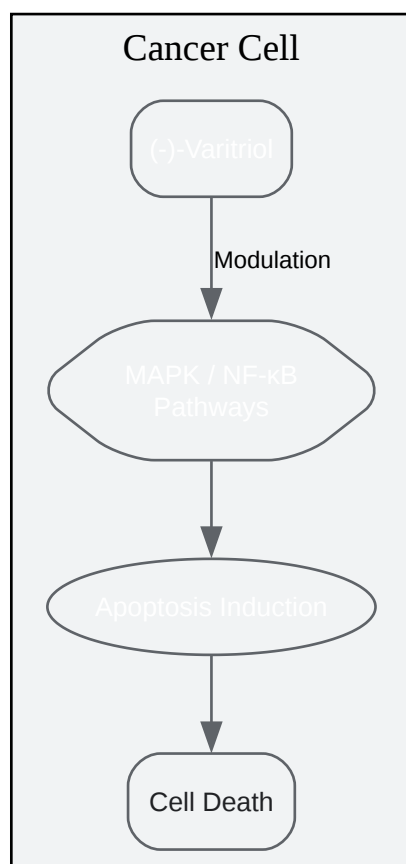 Cancer Cell
(-)-Varitriol
Modulation
MAPK / NF-κB
Pathways
Apoptosis Induction
Cell Death